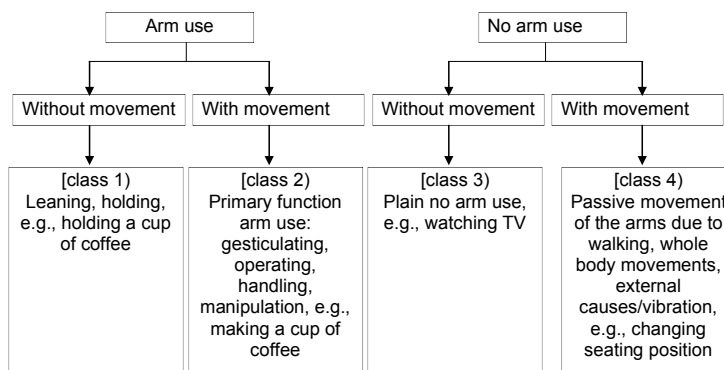 Arm use
No arm use
Without movement
With movement
Without movement
With movement
[class 1)
Leaning, holding,
e.g., holding a cup
of coffee
[class 2)
Primary function
arm use:
gesticulating,
operating,
handling,
manipulation, e.g.,
making a cup of
coffee
[class 3)
Plain no arm use,
e.g., watching TV
[class 4)
Passive movement
of the arms due to
walking, whole
body movements,
external
causes/vibration,
e.g., changing
seating position